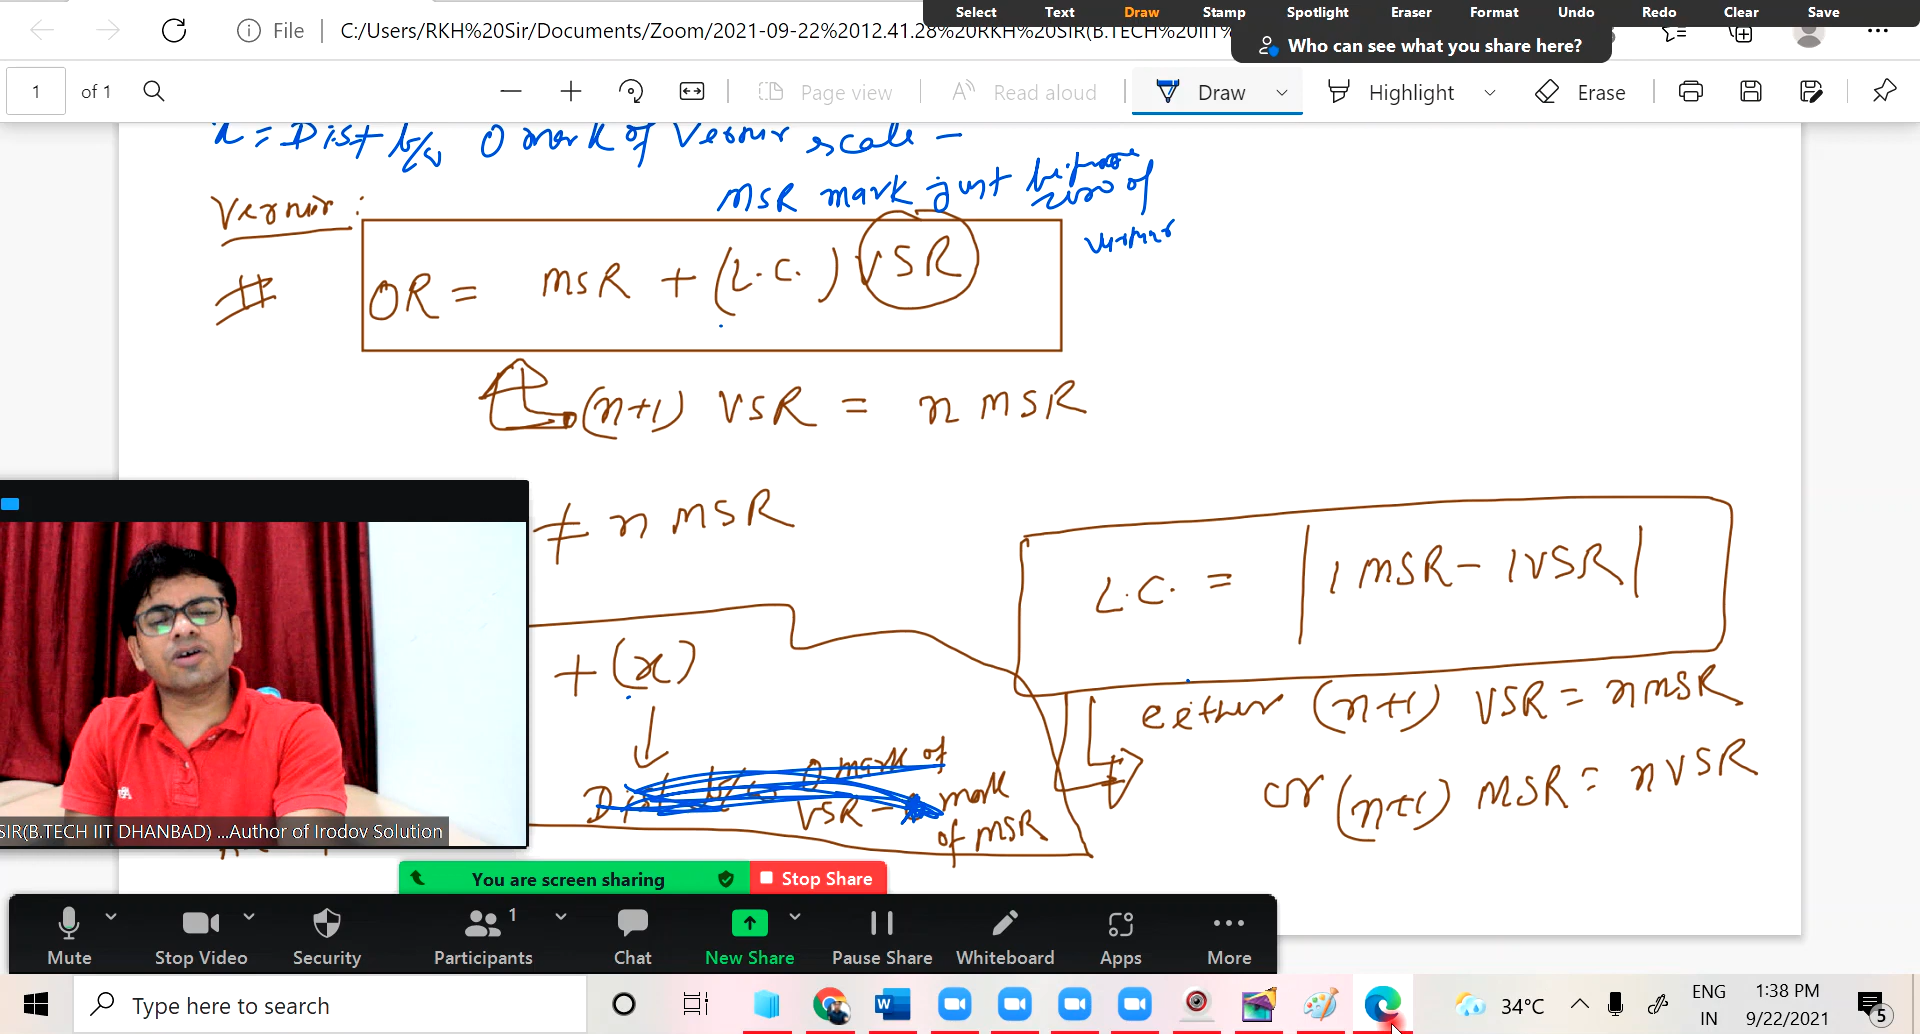 Select Text Draw Stamp Spotlight Eraser Format Undo Redo Clear Save
File C:/Users/RKH%20Sir/Documents/Zoom/2021-09-22%2012.41.28%20RKH%20SIR(B.TECH%20IIT%
Who can see what you share here?
1 of 1 Page view Read aloud Draw Highlight Erase
x = Dist b/w 0 mark of Vernier scale –
MSR mark just before zero of
vernier
Vernier :
# OR = MSR + (L.C.) VSR
(n+1) VSR = n MSR
≠ n MSR
L.C. = | 1 MSR – 1 VSR |
+ (x)
either (n+1) VSR = n MSR
or (n+1) MSR = n VSR
0 mark of
VSR – mark
of MSR
SIR(B.TECH IIT DHANBAD) ...Author of Irodov Solution
You are screen sharing Stop Share
Mute Stop Video Security Participants 1 Chat New Share Pause Share Whiteboard Apps More
Type here to search
34°C ENG 1:38 PM
IN 9/22/2021 5